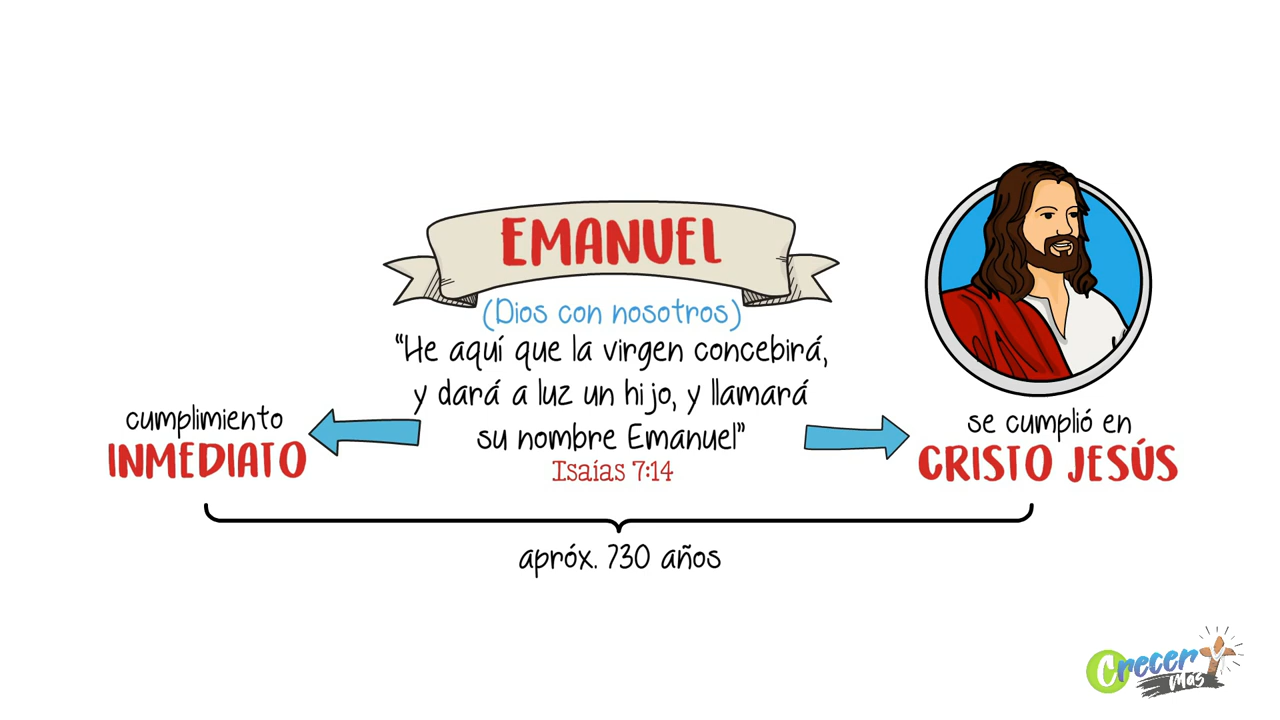 EMANUEL
(Dios con nosotros)
“He aquí que la virgen concebirá,
y dará a luz un hijo, y llamará
su nombre Emanuel”
Isaías 7:14
cumplimiento
INMEDIATO
se cumplió en
CRISTO JESÚS
apróx. 730 años
Crecer
Más